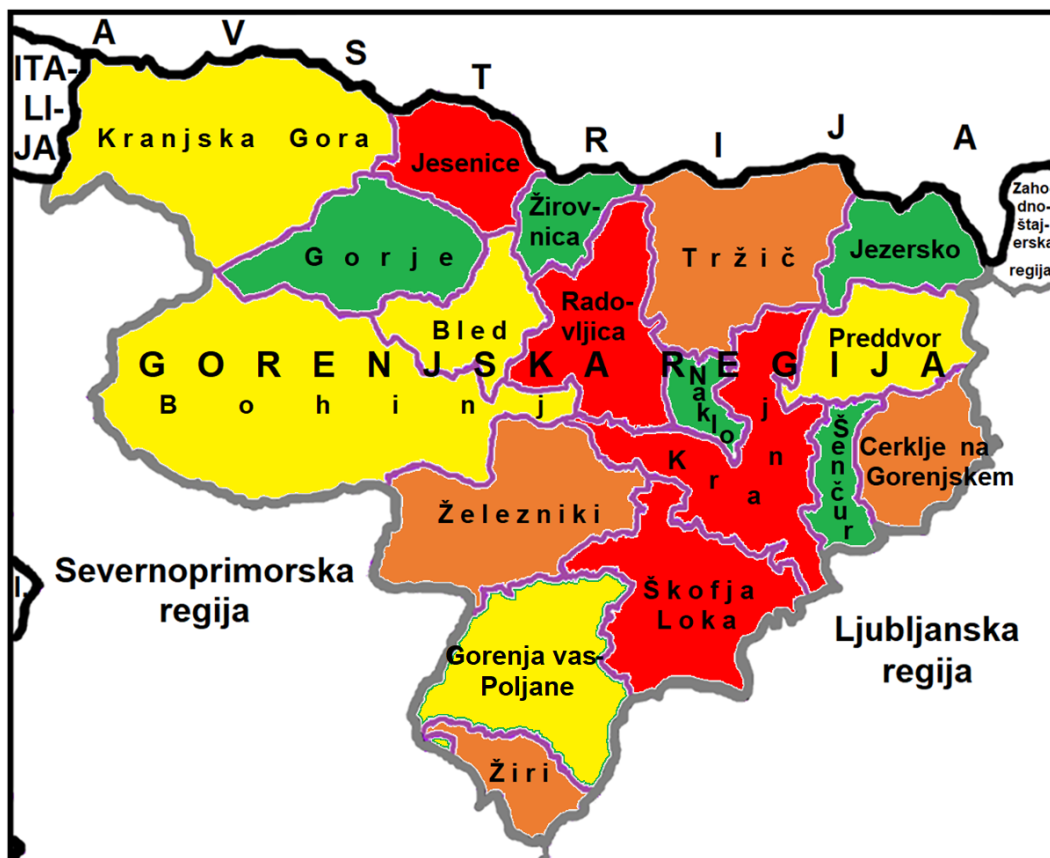 A V S T R I J A
ITA-
LI-
JA
Kranjska Gora
Jesenice
Zaho
dno-
štaj-
erska
regija
Žirov-
nica
Gorje
Tržič
Jezersko
Rado-
vljica
Bled
Preddvor
GORENJSKA REGIJA
Bohinj
Naklo
Kranj
Šenčur
Cerklje na
Gorenjskem
Železniki
Severnoprimorska
regija
I.
Škofja
Loka
Ljubljanska
regija
Gorenja vas-
Poljane
Žiri